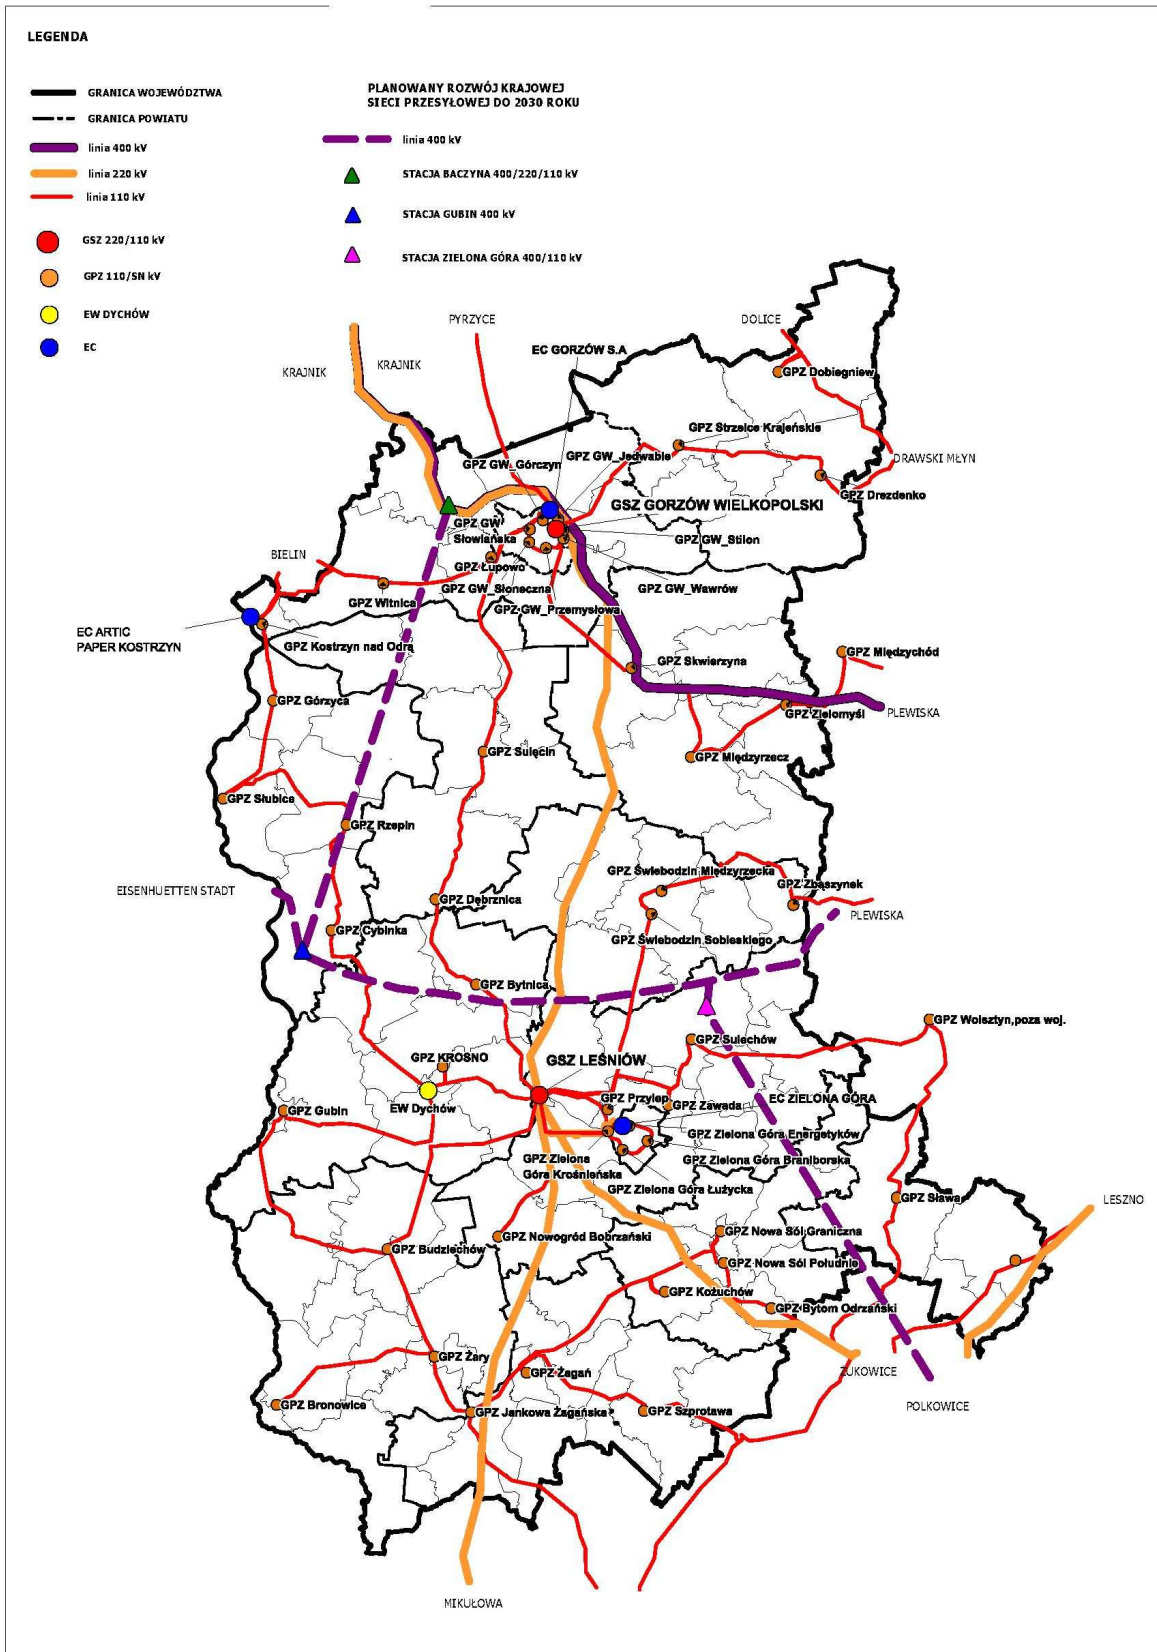 LEGENDA
GRANICA WOJEWÓDZTWA
GRANICA POWIATU
linia 400 kV
linia 220 kV
linia 110 kV
GSZ 220/110 kV
GPZ 110/SN kV
EW DYCHÓW
EC
PLANOWANY ROZWÓJ KRAJOWEJ
SIECI PRZESYŁOWEJ DO 2030 ROKU
linia 400 kV
STACJA BACZYNA 400/220/110 kV
STACJA GUBIN 400 kV
STACJA ZIELONA GÓRA 400/110 kV
PYRZYCE
DOLICE
EC GORZÓW S.A
KRAJNIK
KRAJNIK
GPZ Dobiegniew
GPZ Strzelce Krajeńskie
GPZ GW_Jedwabie
GPZ GW_Górczyn
DRAWSKI MŁYN
GPZ Drezdenko
GSZ GORZÓW WIELKOPOLSKI
GPZ GW
Słowiańska
GPZ GW_Stilon
BIELIN
GPZ Łupowo
GPZ GW_Słoneczna
GPZ GW_Wawrów
GPZ Witnica
GPZ GW_Przemysłowa
EC ARTIC
PAPER KOSTRZYN
GPZ Kostrzyn nad Odrą
GPZ Międzychód
GPZ Skwierzyna
GPZ Górzyca
GPZ Zielomyśl
PLEWISKA
GPZ Sulęcin
GPZ Międzyrzecz
GPZ Słubice
GPZ Rzepin
GPZ Świebodzin Międzyrzecka
EISENHUETTEN STADT
GPZ Zbąszynek
GPZ Dębrznica
PLEWISKA
GPZ Cybinka
GPZ Świebodzin Sobieskiego
GPZ Bytnica
GPZ Wolsztyn,poza woj.
GPZ Sulechów
GPZ KROSNO
GSZ LEŚNIÓW
GPZ Przylep
EC ZIELONA GÓRA
GPZ Zawada
EW Dychów
GPZ Gubin
GPZ Zielona Góra Energetyków
GPZ Zielona
Góra Krośnieńska
GPZ Zielona Góra Braniborska
GPZ Zielona Góra Łużycka
GPZ Sława
LESZNO
GPZ Nowogród Bobrzański
GPZ Nowa Sól Graniczna
GPZ Budziechów
GPZ Nowa Sól Południe
GPZ Kożuchów
GPZ Bytom Odrzański
GPZ Żary
GPZ Żagań
ŻUKOWICE
GPZ Bronowice
GPZ Jankowa Żagańska
GPZ Szprotawa
POLKOWICE
MIKUŁOWA